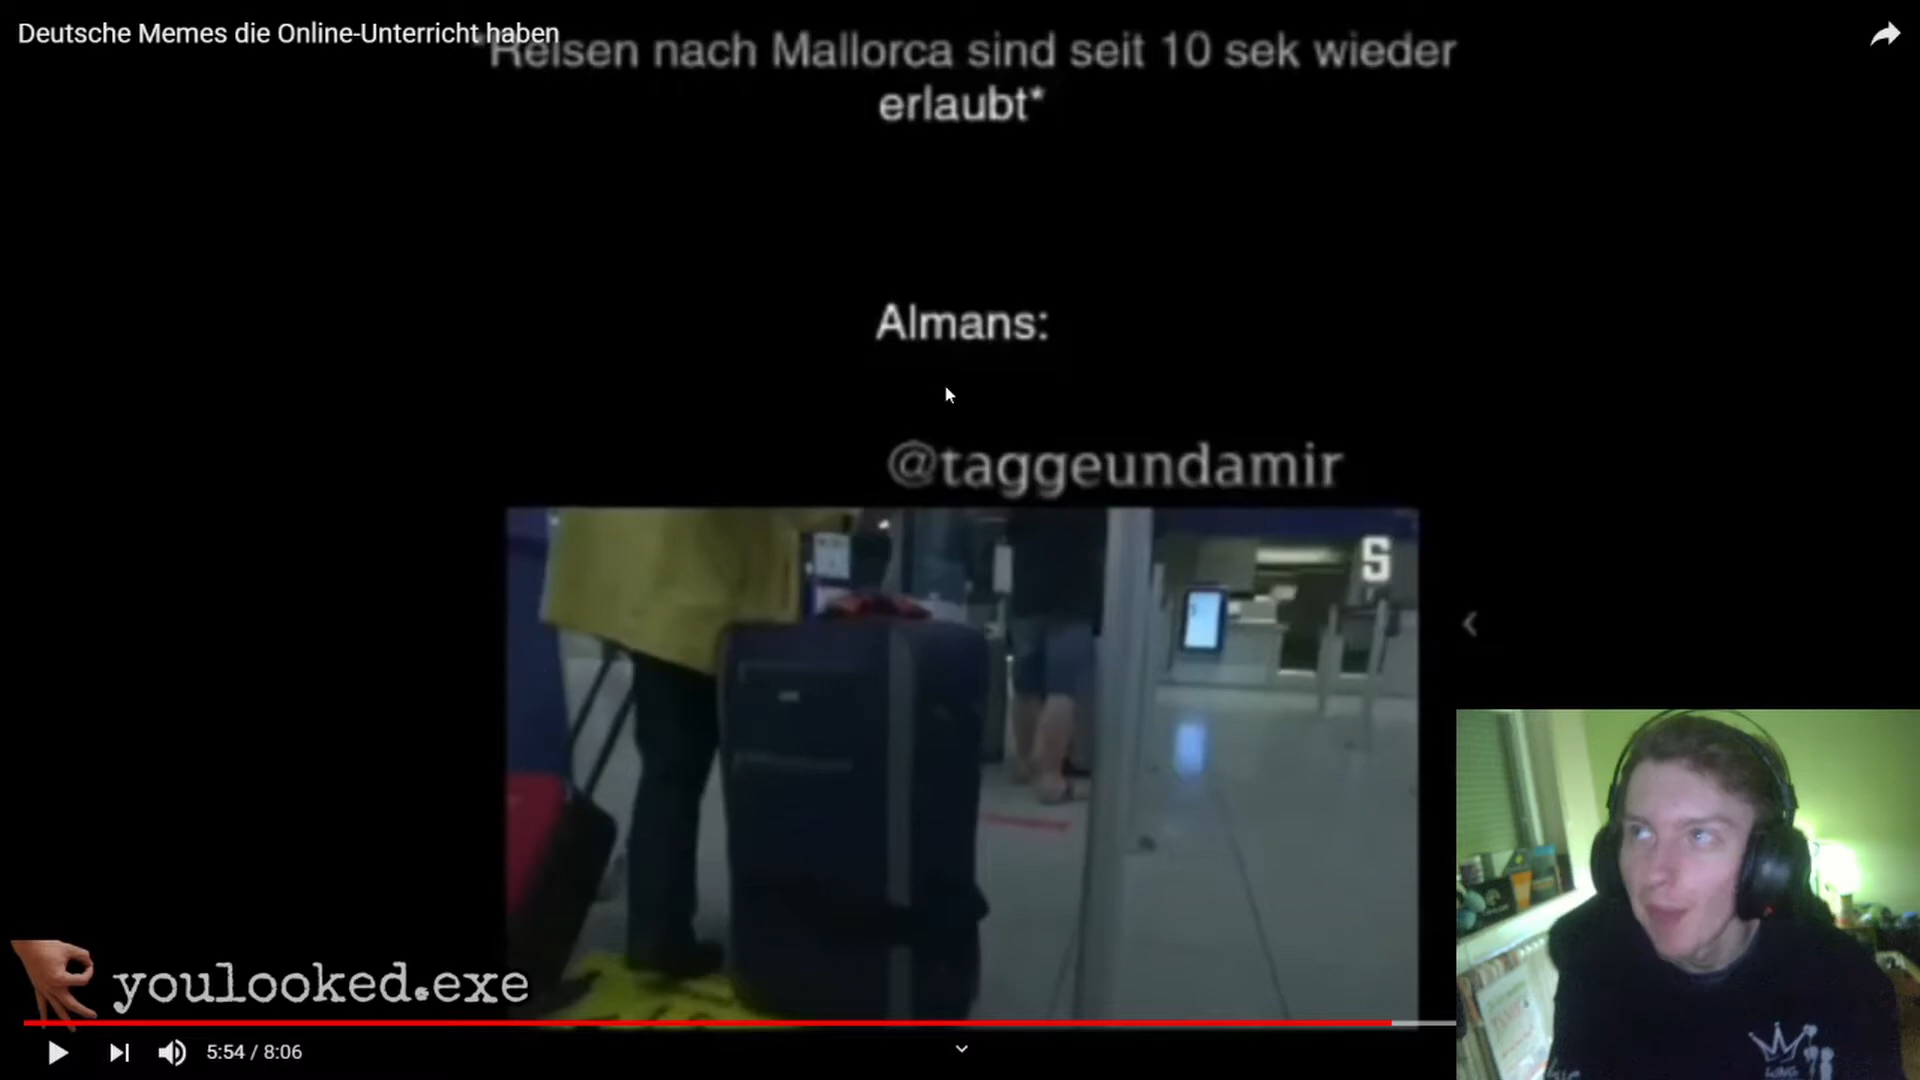 Deutsche Memes die Online-Unterricht haben
*Reisen nach Mallorca sind seit 10 sek wieder
erlaubt*
Almans:
@taggeundamir
S
youlooked.exe
5:54 / 8:06